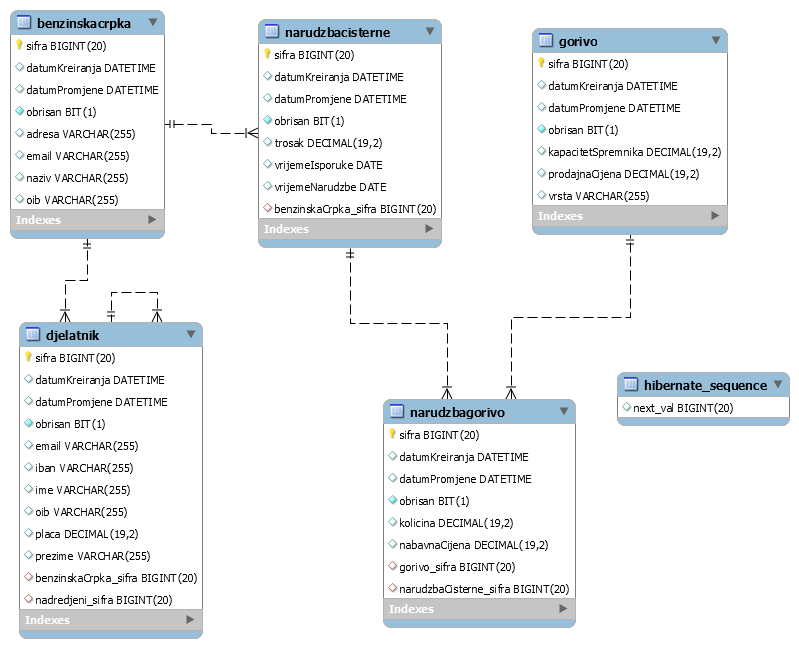 benzinskacrpka
sifra BIGINT(20)
datumKreiranja DATETIME
datumPromjene DATETIME
obrisan BIT(1)
adresa VARCHAR(255)
email VARCHAR(255)
naziv VARCHAR(255)
oib VARCHAR(255)
Indexes
narudzbacisterne
sifra BIGINT(20)
datumKreiranja DATETIME
datumPromjene DATETIME
obrisan BIT(1)
trosak DECIMAL(19,2)
vrijemeIsporuke DATE
vrijemeNarudzbe DATE
benzinskaCrpka_sifra BIGINT(20)
Indexes
gorivo
sifra BIGINT(20)
datumKreiranja DATETIME
datumPromjene DATETIME
obrisan BIT(1)
kapacitetSpremnika DECIMAL(19,2)
prodajnaCijena DECIMAL(19,2)
vrsta VARCHAR(255)
Indexes
djelatnik
sifra BIGINT(20)
datumKreiranja DATETIME
datumPromjene DATETIME
obrisan BIT(1)
email VARCHAR(255)
iban VARCHAR(255)
ime VARCHAR(255)
oib VARCHAR(255)
placa DECIMAL(19,2)
prezime VARCHAR(255)
benzinskaCrpka_sifra BIGINT(20)
nadredjeni_sifra BIGINT(20)
Indexes
narudzbagorivo
sifra BIGINT(20)
datumKreiranja DATETIME
datumPromjene DATETIME
obrisan BIT(1)
kolicina DECIMAL(19,2)
nabavnaCijena DECIMAL(19,2)
gorivo_sifra BIGINT(20)
narudzbaCisterne_sifra BIGINT(20)
Indexes
hibernate_sequence
next_val BIGINT(20)